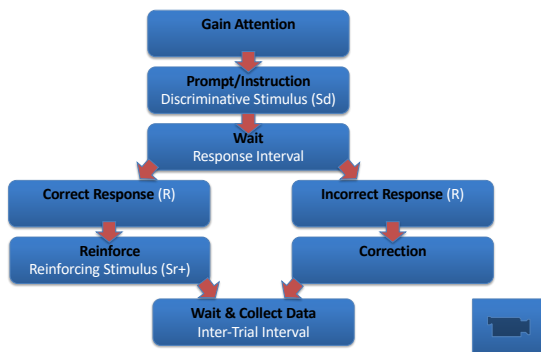 Gain Attention
Prompt/Instruction
Discriminative Stimulus (Sd)
Wait
Response Interval
Correct Response (R)
Incorrect Response (R)
Reinforce
Reinforcing Stimulus (Sr+)
Correction
Wait & Collect Data
Inter-Trial Interval